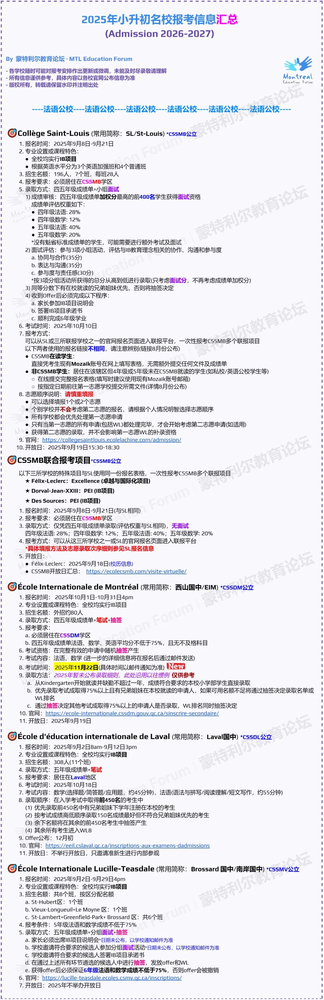 2025年小升初名校报考信息汇总
(Admission 2026-2027)
By 蒙特利尔教育论坛 · MTL Education Forum
- 各学校随时可能对报考安排作出更新或微调，未能及时尽录敬请理解
- 所有信息谨供参考，具体内容以各校官网公布信息为准
- 版权所有，转载请保留水印并注明出处
Montreal
Education Forum
----法语公校----法语公校----法语公校----法语公校----法语公校----法语公校----
Collège Saint-Louis (常用简称：SL/St-Louis) *CSSMB公立
1. 报名时间：2025年9月8日-9月21日
2. 专业设置或课程特色：
● 全校均实行IB项目
● 根据英语水平分为3个英语加强班和4个普通班
3. 招生名额：196人，7个班，每班28人
4. 报考要求：必须居住在CSSMB学区
5. 录取方式：四五年级成绩单+小组面试
1) 成绩审核：四五年级成绩单加权分最高的前400名学生获得面试资格
成绩单评估权重如下：
● 四年级法语: 28%
● 四年级数学: 12%
● 五年级法语: 40%
● 五年级数学: 20%
*没有魁省标准成绩单的学生，可能需要进行额外考试及面试
2) 面试评估：参与3项小组活动，评估与IB教育理念相关的协作、沟通和参与度
a. 协同与合作(35分)
b. 表达与沟通(35分)
c. 参与度与责任感(30分)
*按3项分组活动所获得的总分从高到低进行录取(只考虑面试分，不再考虑成绩单加权分)
3) 同等分数下有在校就读的兄弟姐妹优先，否则将抽签决定
4) 收到Offer后必须完成以下程序：
a. 家长参加IB项目说明会
b. 签署IB项目承诺书
c. 顺利完成6年级学业
6. 考试时间：2025年10月10日
7. 报考方式：
可以从SL或三所联报学校之一的官网报名页面进入联报平台，一次性报考CSSMB多个联报项目
以下两者使用的报名链接不相同，请注意辨别(链接8月份公布)
● CSSMB在读学生：
直接凭考生现有Mozaik账号在网上填写表格，无需额外提交任何文件及成绩单
● 非CSSMB学生：居住在该辖区但4年级或5年级未在CSSMB就读的学生(如私校/英语公校学生等)
○ 在线提交完整报名表格(填写时建议使用现有Mozaik账号邮箱)
○ 按指定日期前往第一志愿学校提交所需文件(详情8月份公布)
8. 志愿顺序说明：请慎重填报
● 可以选择填报1个或2个志愿
● 个别学校并不会考虑第二志愿的报名，请根据个人情况明智选择志愿顺序
● 所有学校都会优先处理第一志愿申请
● 只有当第一志愿的所有申请(包括WL)都处理完毕，才会开始考虑第二志愿申请(如适用)
● 获得第二志愿的录取，并不会影响第一志愿WL的补录资格
9. 官网：https://collegesaintlouis.ecolelachine.com/admission/
10. 开放日：2025年9月19日15:30-18:30
CSSMB联合报考项目*CSSMB公立
以下三所学校的特殊项目与SL使用同一份报名表格，一次性报考CSSMB多个联报项目
★ Félix-Leclerc：Excellence (卓越与国际化项目)
★ Dorval-Jean-XXIII：PEI (IB项目)
★ Des Sources：PEI (IB项目)
1. 报名时间：2025年9月8日-9月21日(与SL相同)
2. 报考要求：必须居住在CSSMB学区
3. 录取方式：仅凭四五年级成绩单录取(评估权重与SL相同)，无面试
四年级法语: 28%；四年级数学: 12%；五年级法语: 40%；五年级数学: 20%
4. 报考方式：可以从这三所学校之一或SL的官网报名页面进入联报平台
*具体填报方法及志愿录取次序细则参见SL报名信息
5. 开放日：
● Félix-Leclerc：2025年9月18日(校历信息)
● CSSMB开放日汇总： https://ecolecsmb.com/visite-virtuelle/
École Internationale de Montréal (常用简称：西山国中/EIM) *CSSDM公立
1. 报名时间： 2025年10月1日-10月31日4pm
2. 专业设置或课程特色：全校均实行IB项目
3. 招生名额：外招约80人
4. 录取方式：四五年级成绩单+笔试+抽签
5. 报考要求：
a. 必须居住在CSSDM学区
b. 四五年级成绩单法语、数学、英语平均分不低于75%，且无不及格科目
6. 考试资格：在完整有效的申请中随机抽签产生
7. 考试内容：法语、数学 (进一步的详细信息将在报名后通过邮件发送)
8. 考试时间：2025年11月22日(具体时间以邮件通知为准) New
9. 录取方法：2025年暂未公布录取细则，此处沿用以往惯例 仅供参考
a. 从Kindergarten开始就读并缺勤不超过一年，成绩符合要求的本校小学部学生直接录取
b. 优先录取考试成取得75%以上且有兄弟姐妹在本校就读的申请人，如果可用名额不足将通过抽签决定录取名单或
WL排名
c. 通过抽签决定其他考试成取得75%以上的申请人是否录取，WL排名同时抽签决定
10. 官网：https://ecole-internationale.cssdm.gouv.qc.ca/sinscrire-secondaire/
11. 开放日：2025年9月19日
École d'éducation internationale de Laval (常用简称：Laval国中) *CSSDL公立
1. 报名时间：2025年9月2日8am-9月12日3pm
2. 专业设置或课程特色：全校均实行IB项目
3. 招生名额：308人(11个班)
4. 录取方式：五年级成绩单+笔试
5. 报考要求：居住在Laval地区
6. 考试时间：2025年10月18日
7. 考试内容：数学(选择题/简答题/应用题，约45分钟)，法语(语法与拼写/阅读理解/短文写作，约55分钟)
8. 录取顺序：在入学考试中取得前450名的考生中
(1) 优先录取前450名中有兄弟姐妹下学年注册在本校的考生
(2) 按考试成绩高低顺序录取150名成绩最好但不符合兄弟姐妹优先的考生
(3) 余下名额将在其余的前450名考生中抽签产生
(4) 其余所有考生进入WL8
9. Offer公布：12月初
10. 官网：https://eeil.cslaval.qc.ca/inscriptions-aux-examens-dadmissions
11. 开放日：不举行开放日，只邀请准新生进行内部参观
École Internationale Lucille-Teasdale (常用简称：Brossard 国中/南岸国中) *CSSMV公立
1. 报名时间：2025年9月2日-9月29日4pm
2. 专业设置或课程特色：全校均实行IB项目
3. 招生名额：共8个班，按区分配名额
a. St-Hubert区：1个班
b. Vieux-Longueuil+Le Moyne 区：1个班
c. St-Lambert+Greenfield-Park+ Brossard 区：共6个班
4. 报考条件：5年级法语和数学成绩不低于75%
5. 录取方式：五年级成绩单+分组面试+抽签
a. 家长必须出席IB项目说明会*日期未公布，以学校通知邮件为准
b. 学校邀请符合要求的候选人参加分组面试活动*日期未公布，以学校通知邮件为准
c. 学校邀请符合要求的候选人签署IB项目承诺书
d. 在通过上述所有环节遴选的候选人中进行抽签，发放offer和WL
e. 获得offer后必须保证6年级法语和数学成绩不低于75%，否则offer会被撤销
6. 官网：https://lucille-teasdale.ecoles.csmv.qc.ca/inscriptions/
7. 开放日：2025年不举办开放日